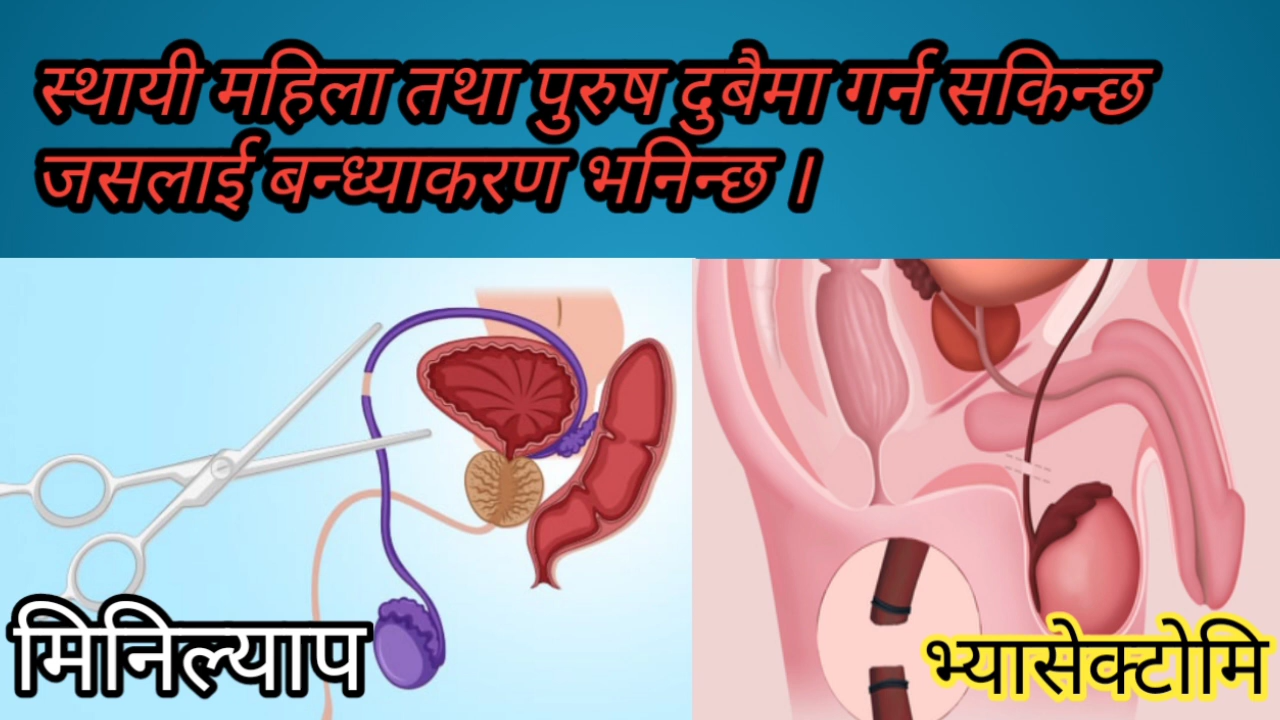 स्थायी महिला तथा पुरुष दुबैमा गर्न सकिन्छ
जसलाई बन्ध्याकरण भनिन्छ ।
मिनिल्याप
भ्यासेक्टोमि